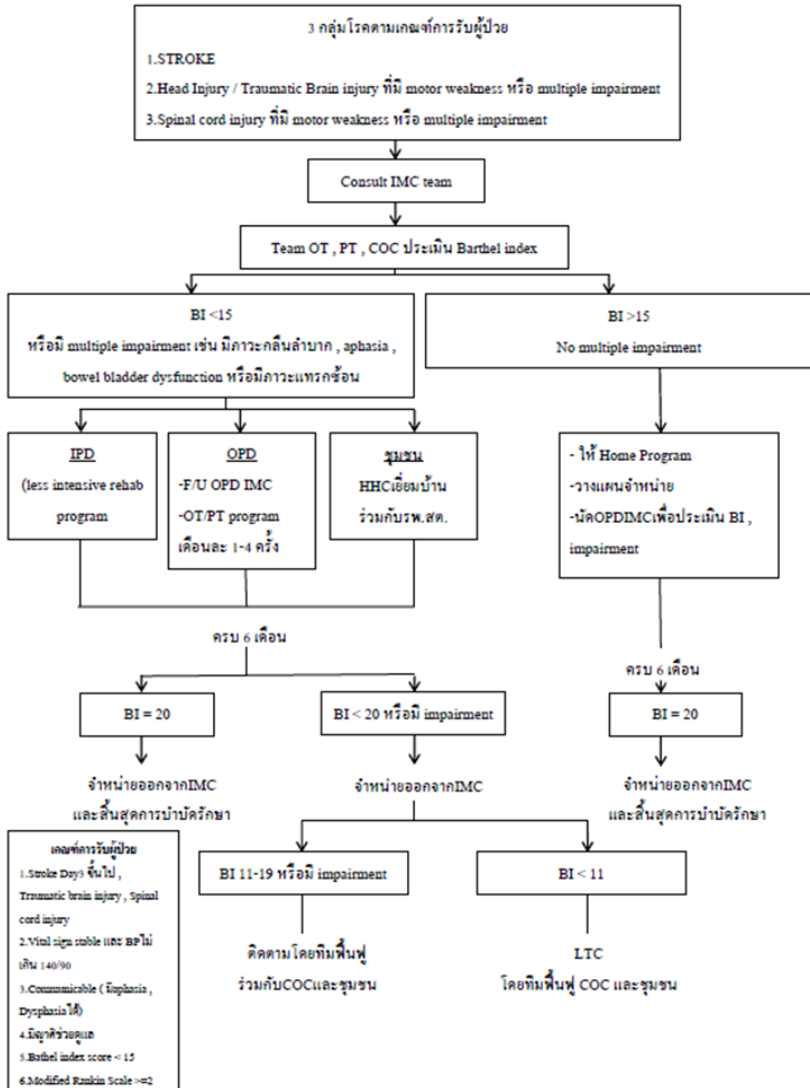 3 กลุ่มโรคตามเกณฑ์การรับผู้ป่วย
1.STROKE
2.Head Injury / Traumatic Brain injury ที่มี motor weakness หรือ multiple impairment
3.Spinal cord injury ที่มี motor weakness หรือ multiple impairment
Consult IMC team
Team OT , PT , COC ประเมิน Barthel index
BI <15
หรือมี multiple impairment เช่น มีภาวะกลืนลำบาก , aphasia ,
bowel bladder dysfunction หรือมีภาวะแทรกซ้อน
BI >15
No multiple impairment
IPD
(less intensive rehab
program
OPD
-F/U OPD IMC
-OT/PT program
เดือนละ 1-4 ครั้ง
ชุมชน
HHCเยี่ยมบ้าน
ร่วมกับรพ.สต.
- ให้ Home Program
- วางแผนจำหน่าย
-นัดOPDIMCเพื่อประเมิน BI ,
impairment
ครบ 6 เดือน
ครบ 6 เดือน
BI = 20
BI < 20 หรือมี impairment
BI = 20
จำหน่ายออกจากIMC
และสิ้นสุดการบำบัดรักษา
จำหน่ายออกจากIMC
จำหน่ายออกจากIMC
และสิ้นสุดการบำบัดรักษา
BI 11-19 หรือมี impairment
BI < 11
ติดตามโดยทีมฟื้นฟู
ร่วมกับCOCและชุมชน
LTC
โดยทีมฟื้นฟู COC และชุมชน
เกณฑ์การรับผู้ป่วย
1.Stroke Day3 ขึ้นไป ,
Traumatic brain injury , Spinal
cord injury
2.Vital sign stable และ BPไม่
เกิน 140/90
3.Communicable ( มีaphasia ,
Dysphasiaได้)
4.มีญาติช่วยดูแล
5.Bathel index score < 15
6.Modified Rankin Scale >=2